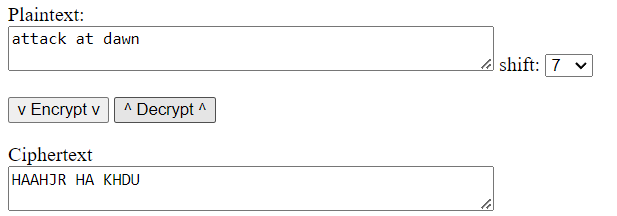 Plaintext:
attack at dawn
shift: 7
v Encrypt v ^ Decrypt ^
Ciphertext
HAAHJR HA KHDU